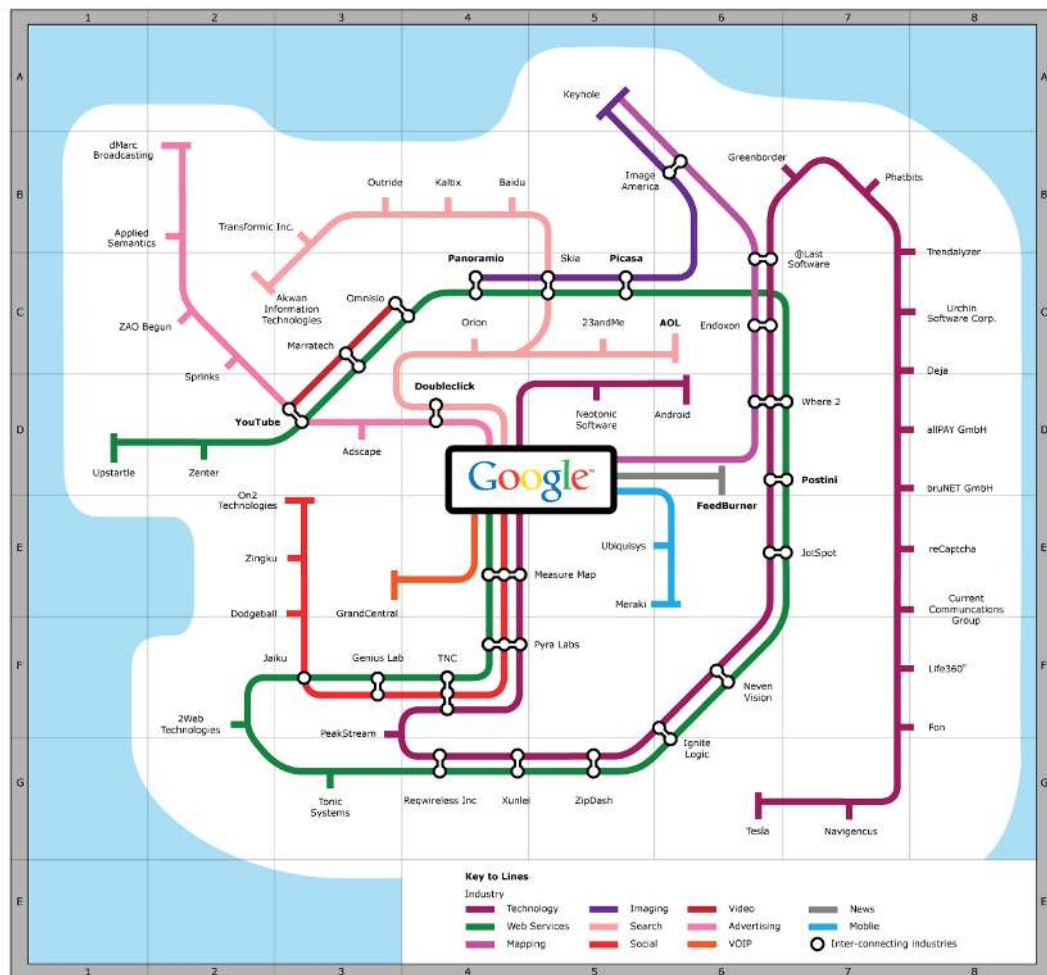 1 2 3 4 5 6 7 8
A
A
Keyhole
dMarc
Broadcasting
Greenborder
B
B
Outride
Kaltix
Baidu
Image
America
Phatbits
Transformic Inc.
Applied
Semantics
@Last
Software
Trendalyzer
Panoramio
Skia
Picasa
Akwan
Information
Technologies
Omnisio
C
C
Urchin
Software Corp.
ZAO Begun
Orion
23andMe
AOL
Endoxon
Marratech
Sprinks
Deja
Doubleclick
Where 2
YouTube
Neotonic
Software
Android
D
D
allPAY GmbH
Adscape
Upstartle
Zenter
Google™
Postini
bruNET GmbH
On2
Technologies
FeedBurner
E
E
Zingku
Ubiquisys
JotSpot
reCaptcha
Measure Map
GrandCentral
Meraki
Dodgeball
Current
Communcations
Group
Pyra Labs
Jaiku
Genius Lab
TNC
F
F
Neven
Vision
Life360°
2Web
Technologies
PeakStream
Fon
Ignite
Logic
G
G
Tonic
Systems
Reqwireless Inc
Xunlei
ZipDash
Tesla
Navigencus
Key to Lines
Industry
Technology
Imaging
Video
News
E
E
Web Services
Search
Advertising
Moblie
Mapping
Social
VOIP
Inter-connecting industries
1 2 3 4 5 6 7 8